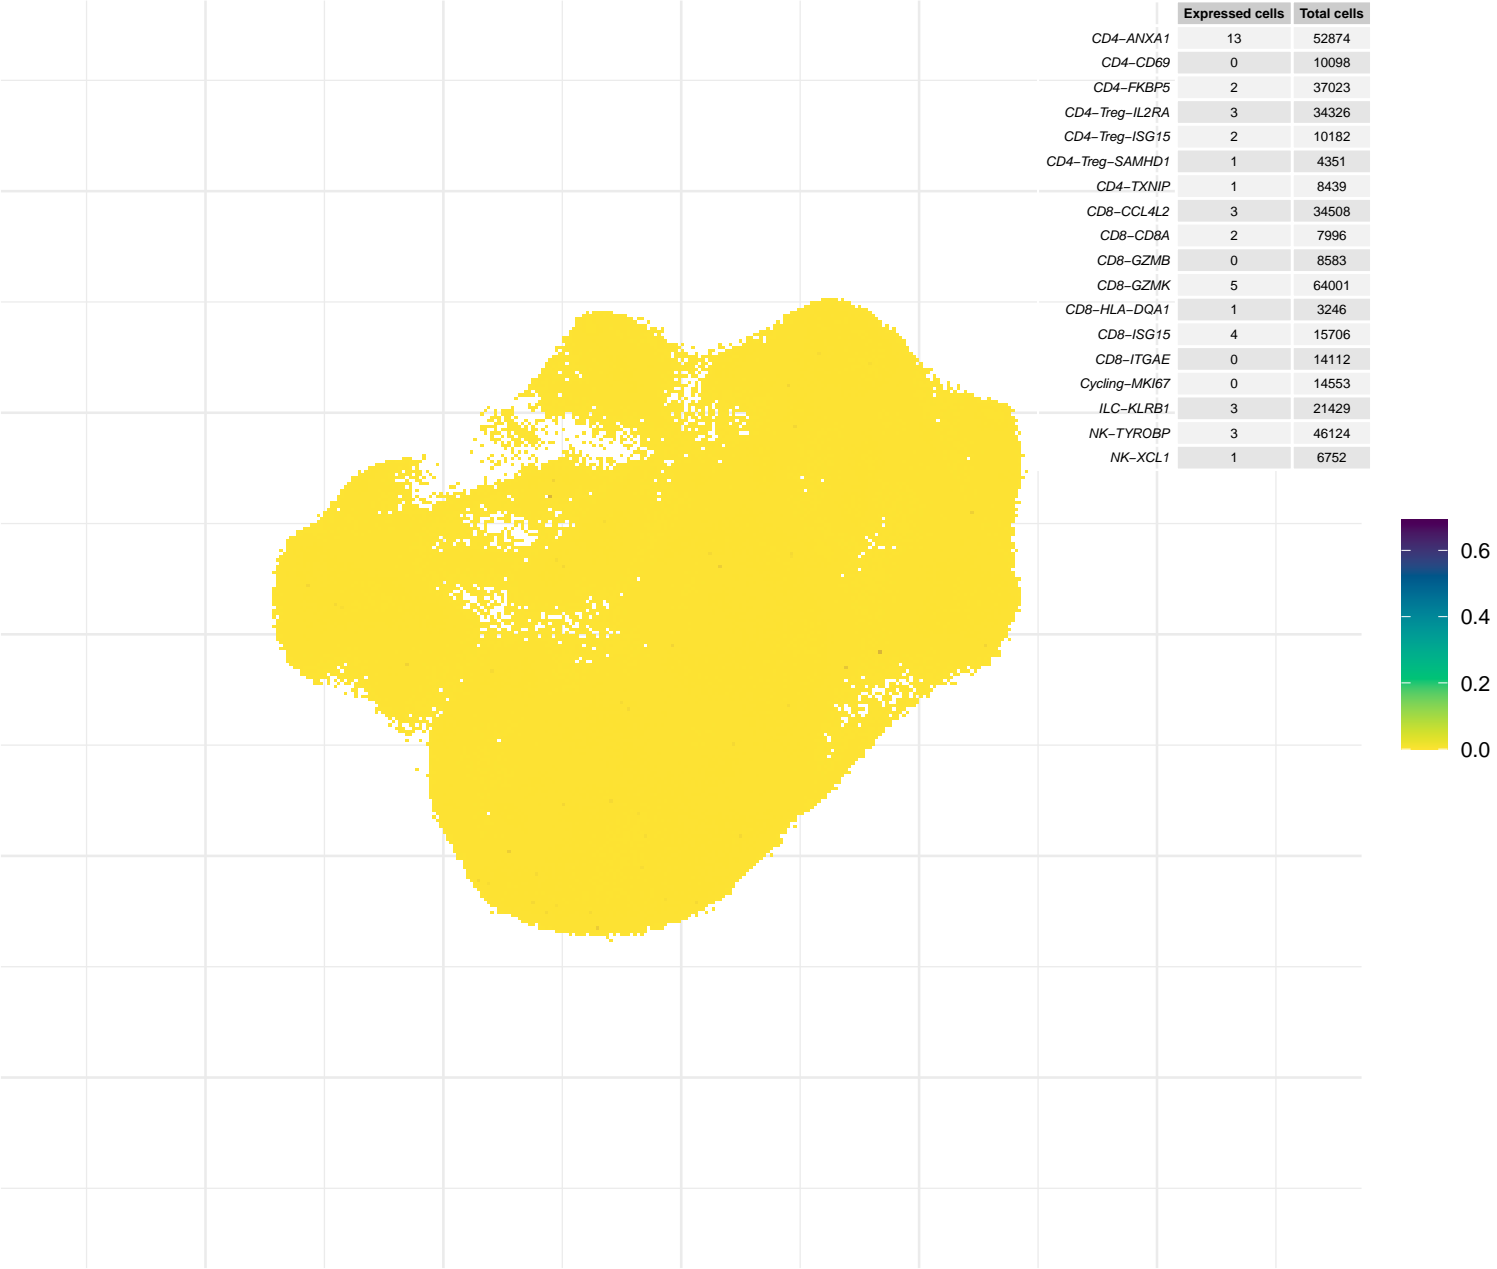 Expressed cells Total cells
CD4−ANXA1 13 52874
CD4−CD69 0 10098
CD4−FKBP5 2 37023
CD4−Treg−IL2RA 3 34326
CD4−Treg−ISG15 2 10182
CD4−Treg−SAMHD1 1 4351
CD4−TXNIP 1 8439
CD8−CCL4L2 3 34508
CD8−CD8A 2 7996
CD8−GZMB 0 8583
CD8−GZMK 5 64001
CD8−HLA−DQA1 1 3246
CD8−ISG15 4 15706
CD8−ITGAE 0 14112
Cycling−MKI67 0 14553
ILC−KLRB1 3 21429
NK−TYROBP 3 46124
NK−XCL1 1 6752
0.6
0.4
0.2
0.0